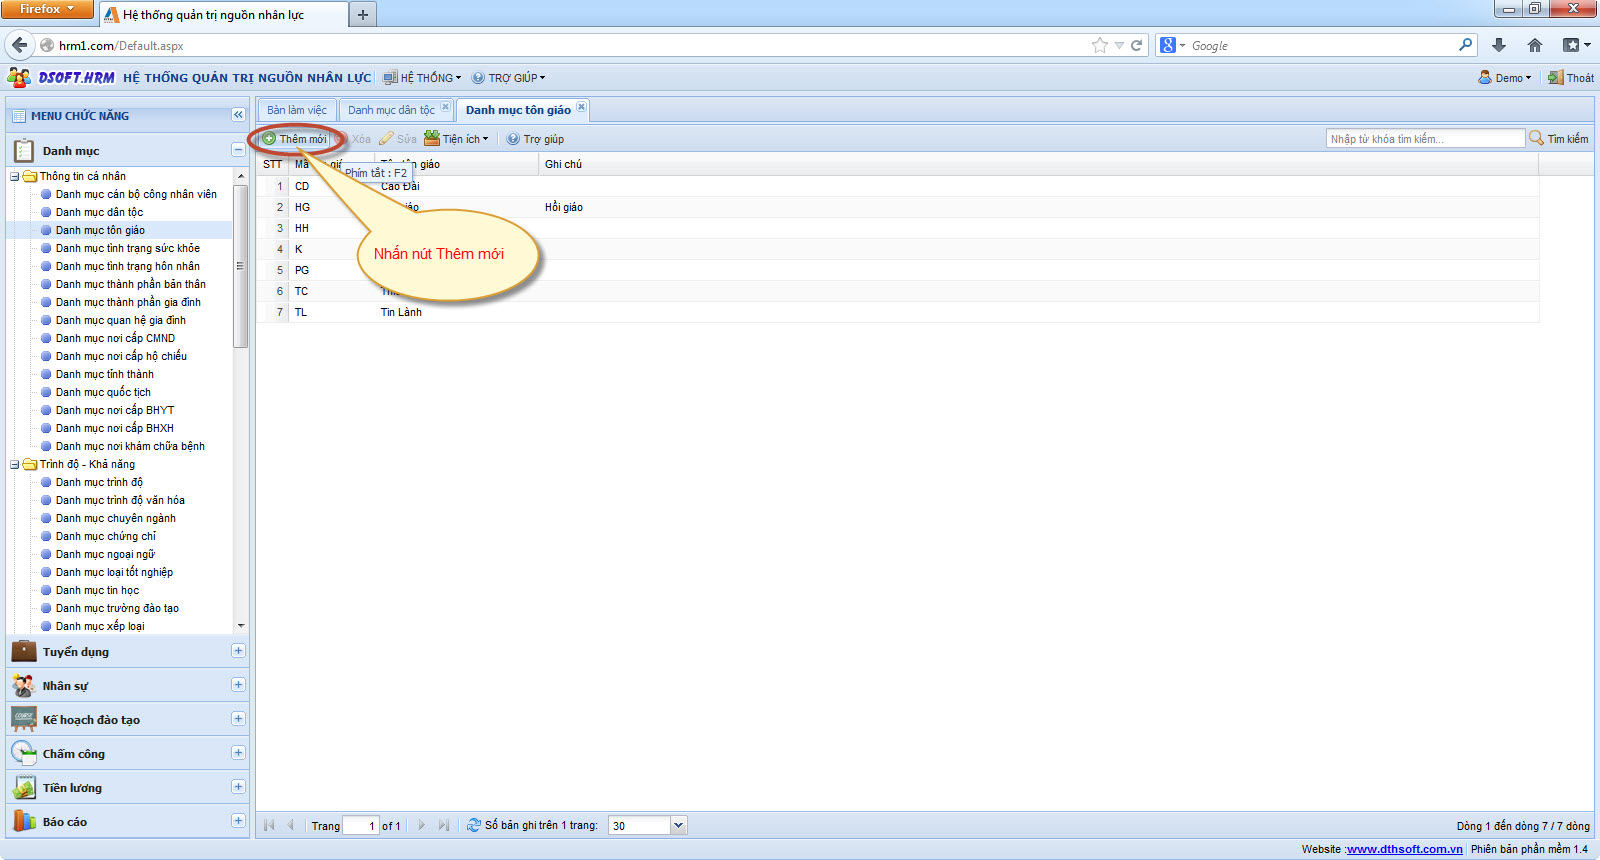 Firefox
Hệ thống quản trị nguồn nhân lực
hrm1.com/Default.aspx
Google
DSOFT.HRM HỆ THỐNG QUẢN TRỊ NGUỒN NHÂN LỰC HỆ THỐNG TRỢ GIÚP Demo Thoát
MENU CHỨC NĂNG
Bàn làm việc Danh mục dân tộc Danh mục tôn giáo
Danh mục
Thêm mới Xóa Sửa Tiện ích Trợ giúp Nhập từ khóa tìm kiếm... Tìm kiếm
STT Mã giá Tên tôn giáo Ghi chú
Phím tắt : F2
1 CD Cao Đài
2 HG giáo Hồi giáo
3 HH
4 K
5 PG
6 TC
7 TL Tin Lành
Nhấn nút Thêm mới
Thông tin cá nhân
Danh mục cán bộ công nhân viên
Danh mục dân tộc
Danh mục tôn giáo
Danh mục tình trạng sức khỏe
Danh mục tình trạng hôn nhân
Danh mục thành phần bản thân
Danh mục thành phần gia đình
Danh mục quan hệ gia đình
Danh mục nơi cấp CMND
Danh mục nơi cấp hộ chiếu
Danh mục tỉnh thành
Danh mục quốc tịch
Danh mục nơi cấp BHYT
Danh mục nơi cấp BHXH
Danh mục nơi khám chữa bệnh
Trình độ - Khả năng
Danh mục trình độ
Danh mục trình độ văn hóa
Danh mục chuyên ngành
Danh mục chứng chỉ
Danh mục ngoại ngữ
Danh mục loại tốt nghiệp
Danh mục tin học
Danh mục trường đào tạo
Danh mục xếp loại
Tuyển dụng
Nhân sự
Kế hoạch đào tạo
Chấm công
Tiền lương
Báo cáo
Trang 1 of 1 Số bản ghi trên 1 trang: 30 Dòng 1 đến dòng 7 / 7 dòng
Website :www.dthsoft.com.vn Phiên bản phần mềm 1.4